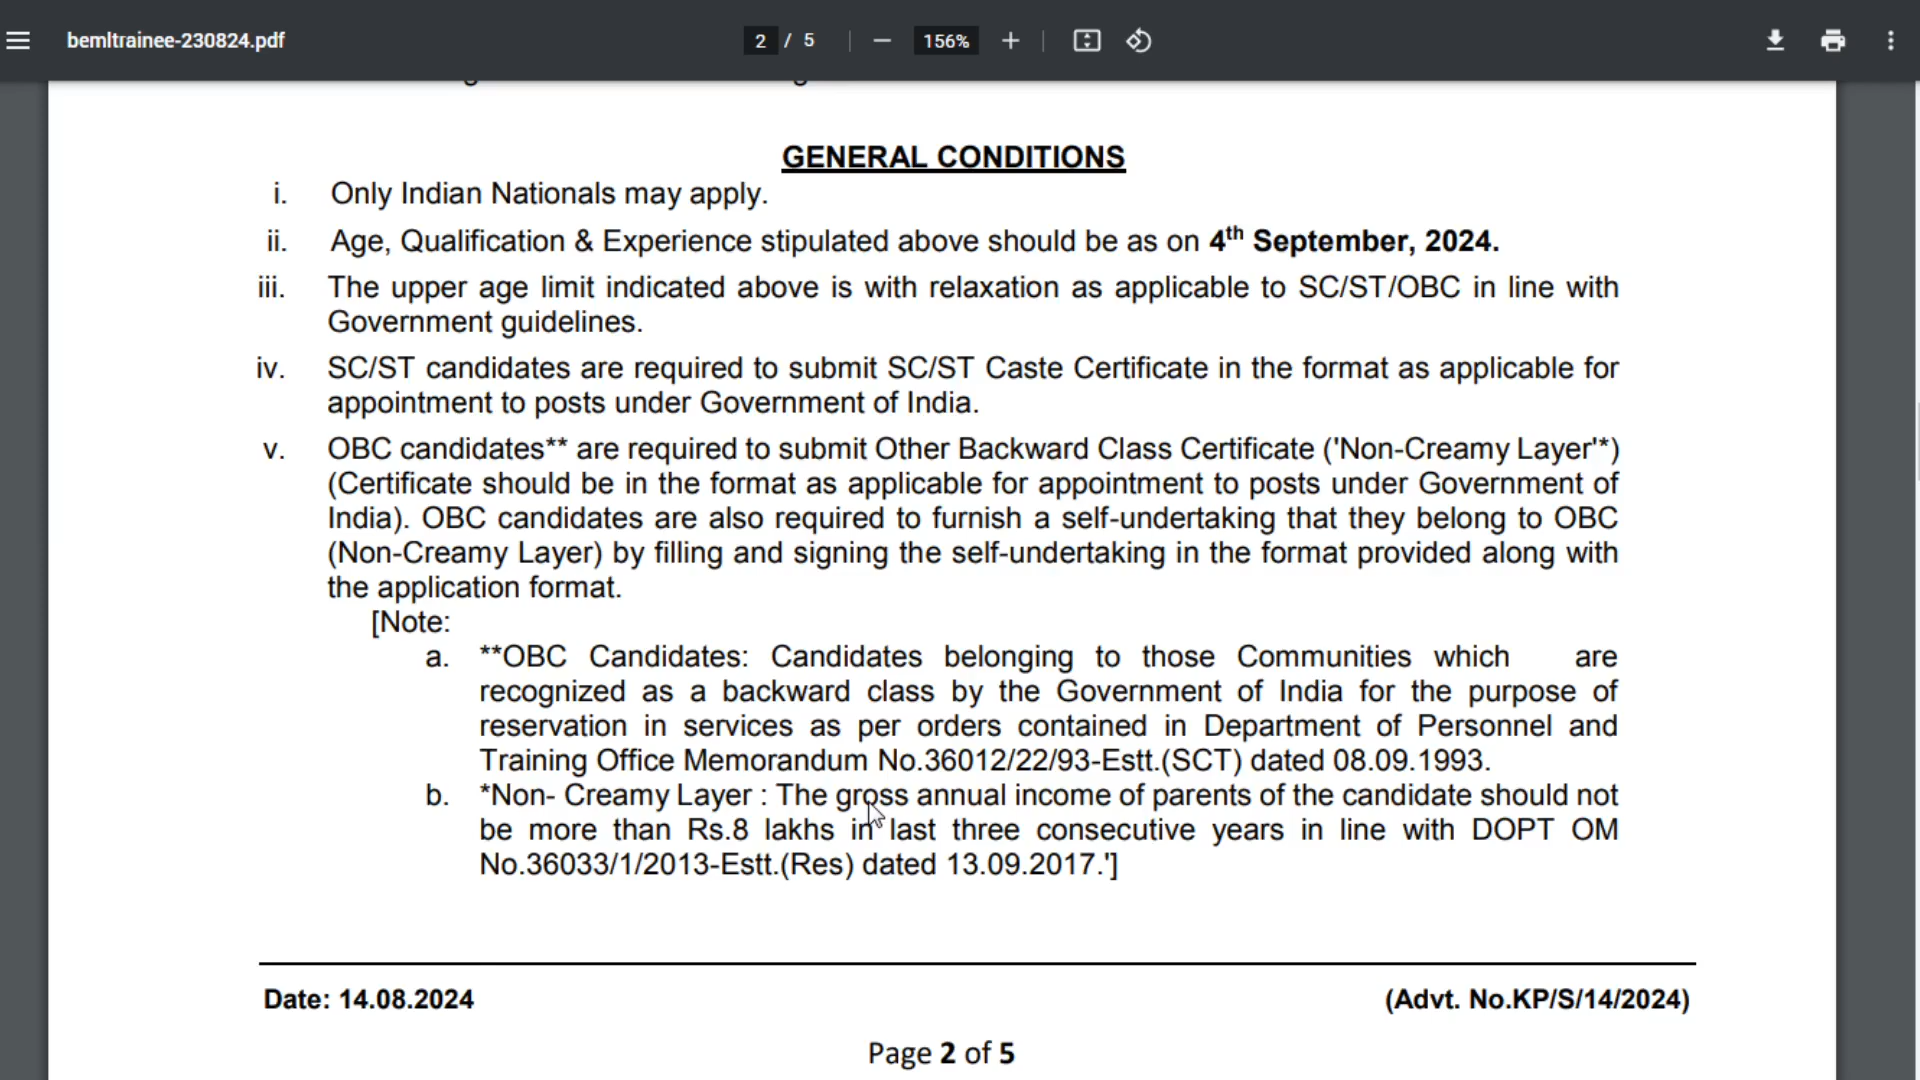 bemltrainee-230824.pdf
2 / 5
156%
GENERAL CONDITIONS
i. Only Indian Nationals may apply.
ii. Age, Qualification & Experience stipulated above should be as on 4th September, 2024.
iii. The upper age limit indicated above is with relaxation as applicable to SC/ST/OBC in line with
Government guidelines.
iv. SC/ST candidates are required to submit SC/ST Caste Certificate in the format as applicable for
appointment to posts under Government of India.
v. OBC candidates** are required to submit Other Backward Class Certificate ('Non-Creamy Layer'*)
(Certificate should be in the format as applicable for appointment to posts under Government of
India). OBC candidates are also required to furnish a self-undertaking that they belong to OBC
(Non-Creamy Layer) by filling and signing the self-undertaking in the format provided along with
the application format.
[Note:
a. **OBC Candidates: Candidates belonging to those Communities which are
recognized as a backward class by the Government of India for the purpose of
reservation in services as per orders contained in Department of Personnel and
Training Office Memorandum No.36012/22/93-Estt.(SCT) dated 08.09.1993.
b. *Non- Creamy Layer : The gross annual income of parents of the candidate should not
be more than Rs.8 lakhs in last three consecutive years in line with DOPT OM
No.36033/1/2013-Estt.(Res) dated 13.09.2017.']
Date: 14.08.2024 (Advt. No.KP/S/14/2024)
Page 2 of 5